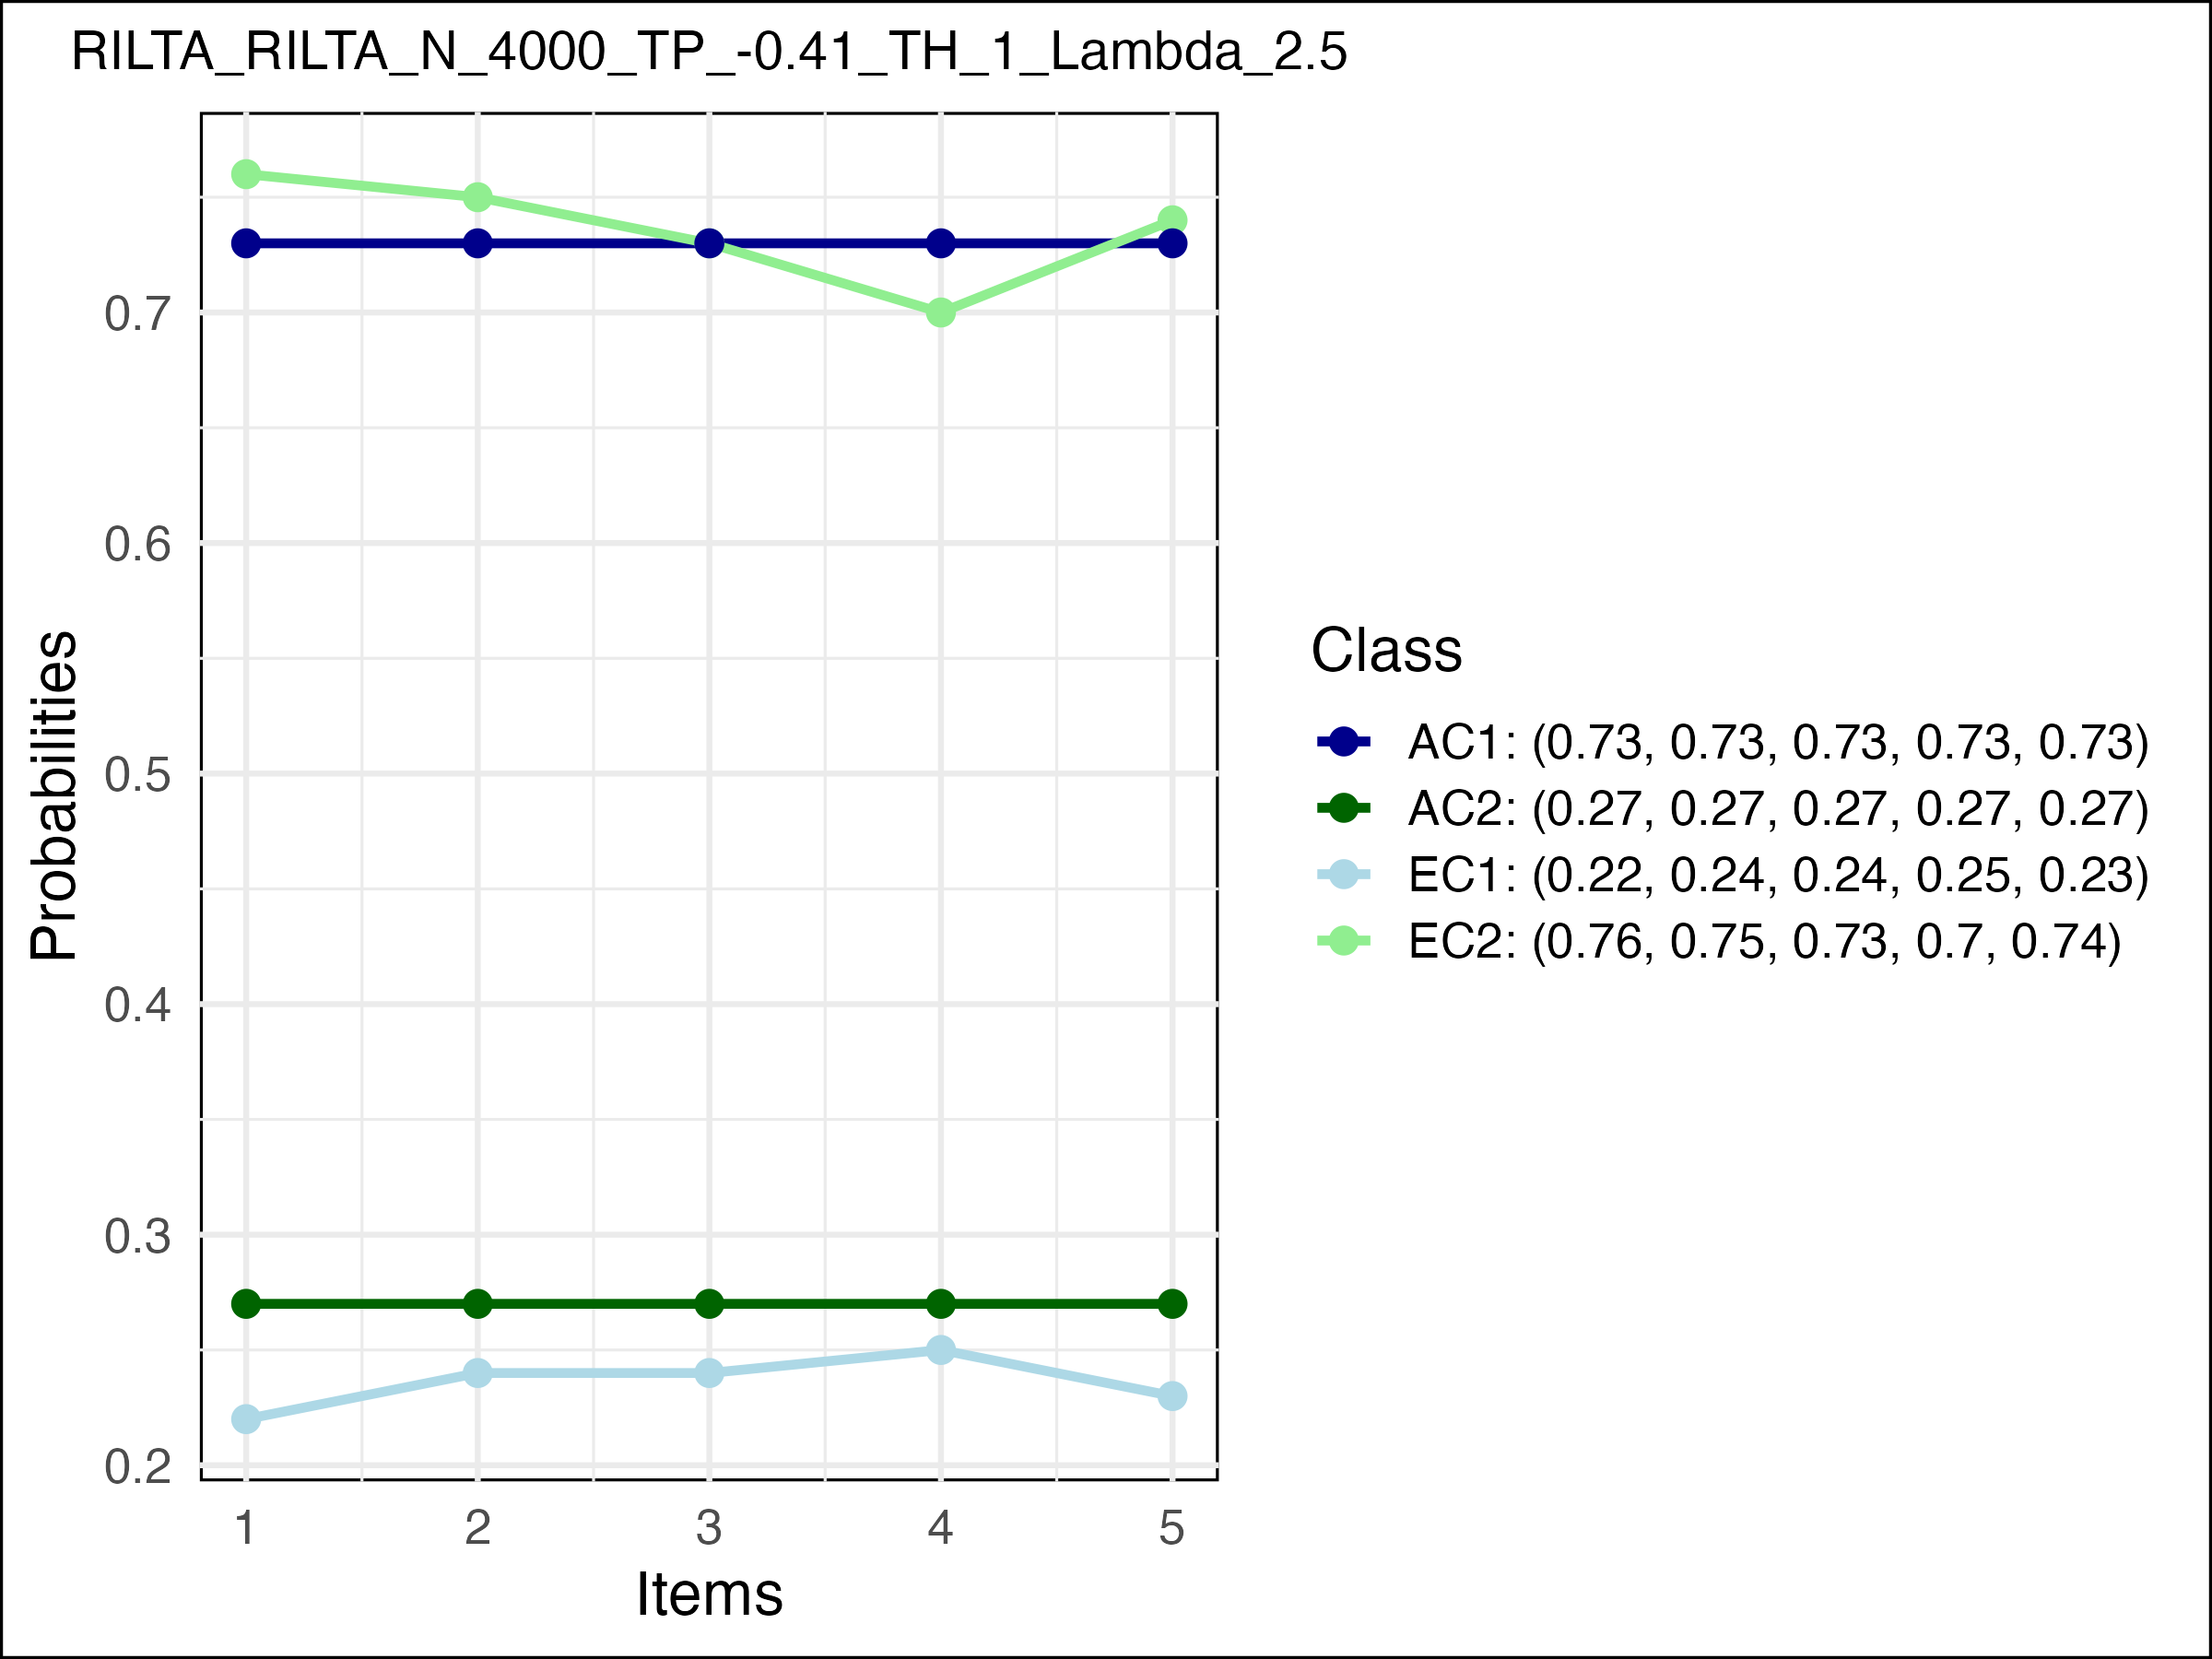 RILTA_RILTA_N_4000_TP_-0.41_TH_1_Lambda_2.5
Probabilities
0.7
0.6
0.5
0.4
0.3
0.2
1 2 3 4 5
Items
Class
AC1: (0.73, 0.73, 0.73, 0.73, 0.73)
AC2: (0.27, 0.27, 0.27, 0.27, 0.27)
EC1: (0.22, 0.24, 0.24, 0.25, 0.23)
EC2: (0.76, 0.75, 0.73, 0.7, 0.74)